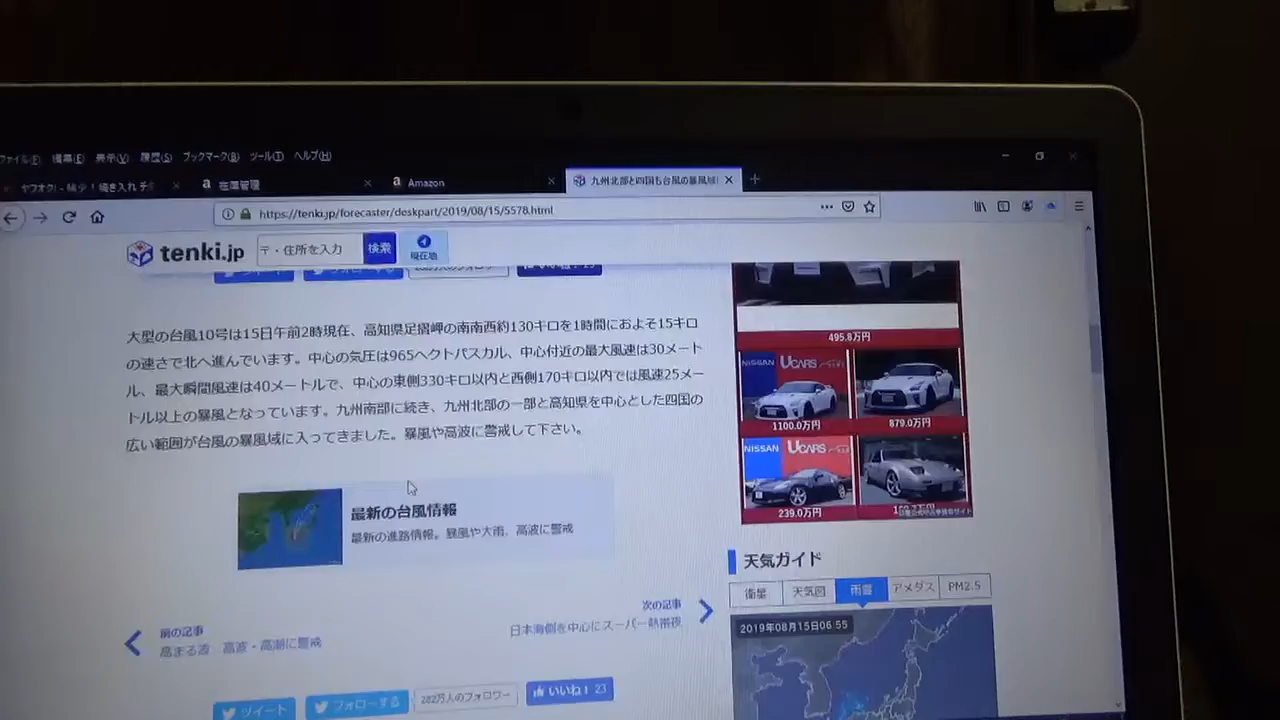 ファイル(F) 編集(E) 表示(V) 履歴(S) ブックマーク(B) ツール(T) ヘルプ(H)
在庫管理
Amazon
九州北部と四国も台風の暴風域
https://tenki.jp/forecaster/deskpart/2019/08/15/5578.html
tenki.jp
〒・住所を入力
検索
現在地
大型の台風10号は15日午前2時現在、高知県足摺岬の南南西約130キロを1時間におよそ15キロ
の速さで北へ進んでいます。中心の気圧は965ヘクトパスカル、中心付近の最大風速は30メート
ル、最大瞬間風速は40メートルで、中心の東側330キロ以内と西側170キロ以内では風速25メー
トル以上の暴風となっています。九州南部に続き、九州北部の一部と高知県を中心とした四国の
広い範囲が台風の暴風域に入ってきました。暴風や高波に警戒して下さい。
最新の台風情報
最新の進路情報。暴風や大雨、高波に警戒
前の記事
高まる波 高波・高潮に警戒
次の記事
日本海側を中心にスーパー熱帯夜
ツイート
フォローする
282万人のフォロワー
いいね! 23
495.8万円
NISSAN UCARS
1100.0万円
879.0万円
NISSAN UCARS
239.0万円
天気ガイド
衛星
天気図
雨雲
アメダス
PM2.5
2019年08月15日06:55